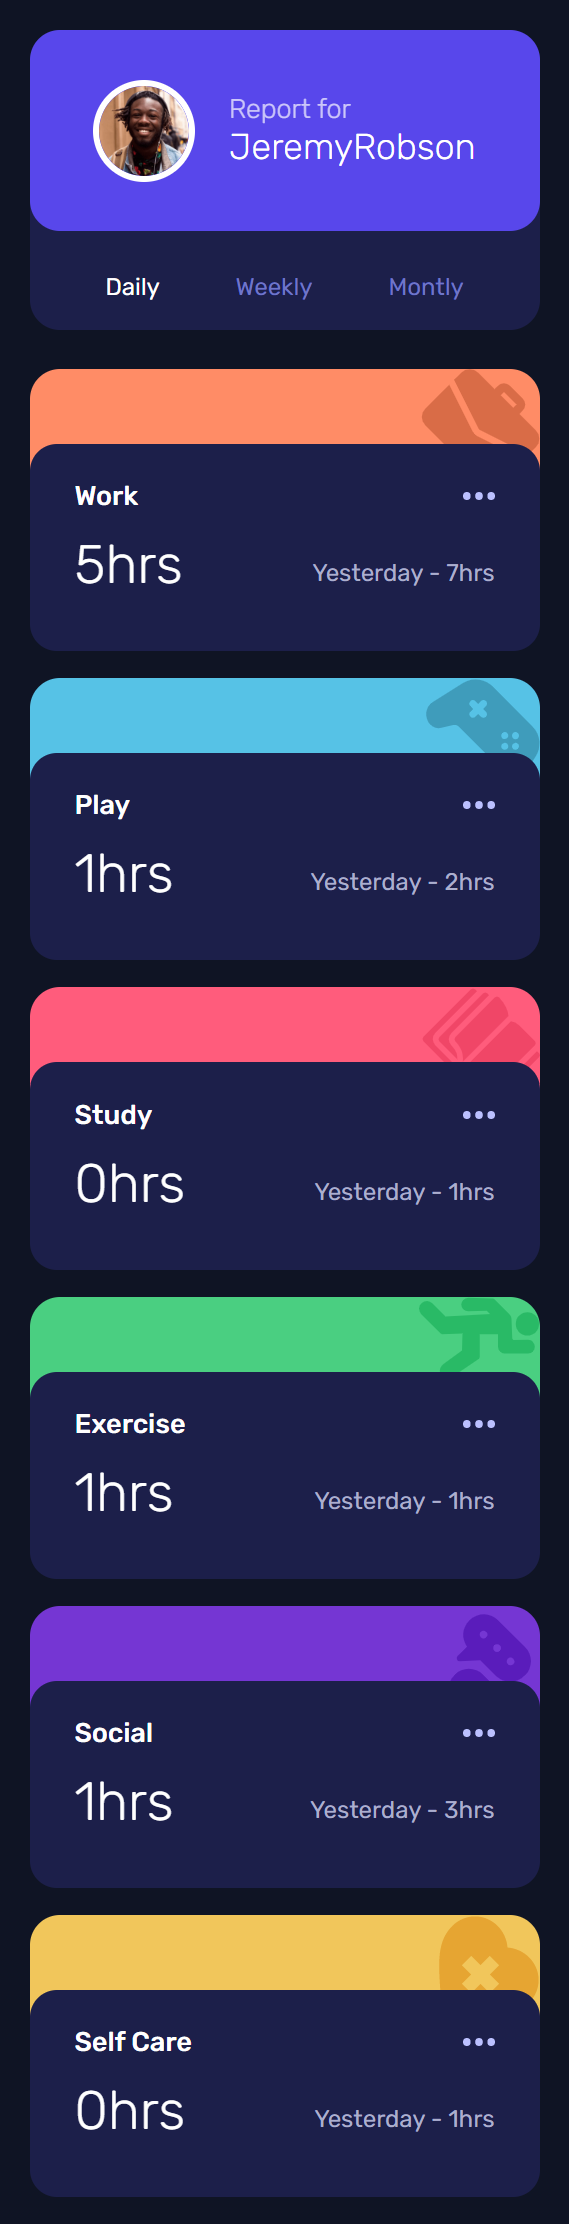 Report for
JeremyRobson
Daily Weekly Montly
Work
5hrs Yesterday - 7hrs
Play
1hrs Yesterday - 2hrs
Study
0hrs Yesterday - 1hrs
Exercise
1hrs Yesterday - 1hrs
Social
1hrs Yesterday - 3hrs
Self Care
0hrs Yesterday - 1hrs